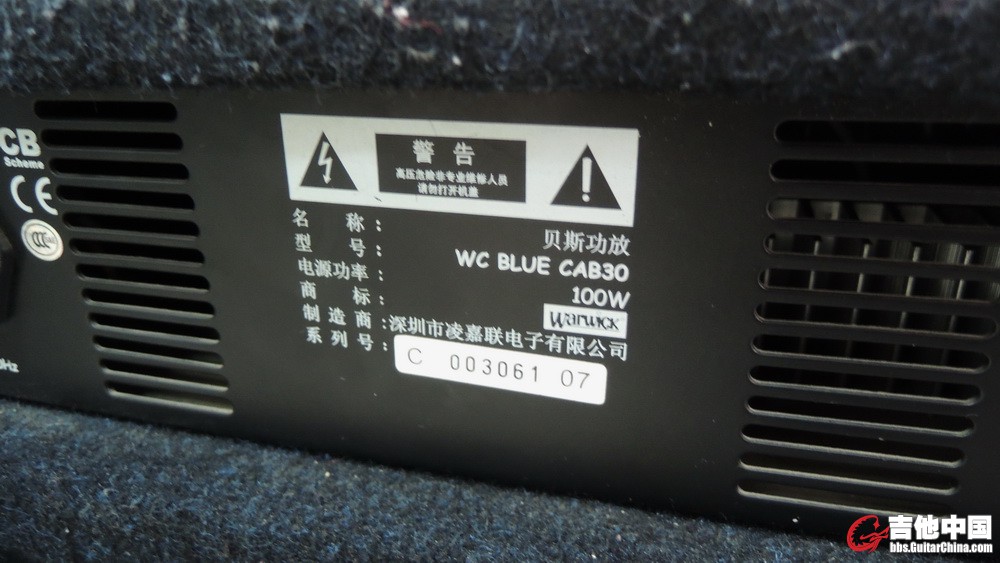 CB
Scheme
CE
CCC
警告
高压危险非专业维修人员
请勿打开机盖
名称：贝斯功放
型号：WC BLUE CAB30
电源功率：100W
商标：Warwick
制造商：深圳市凌嘉联电子有限公司
系列号：C 003061 07
Hz
吉他中国
bbs.GuitarChina.com